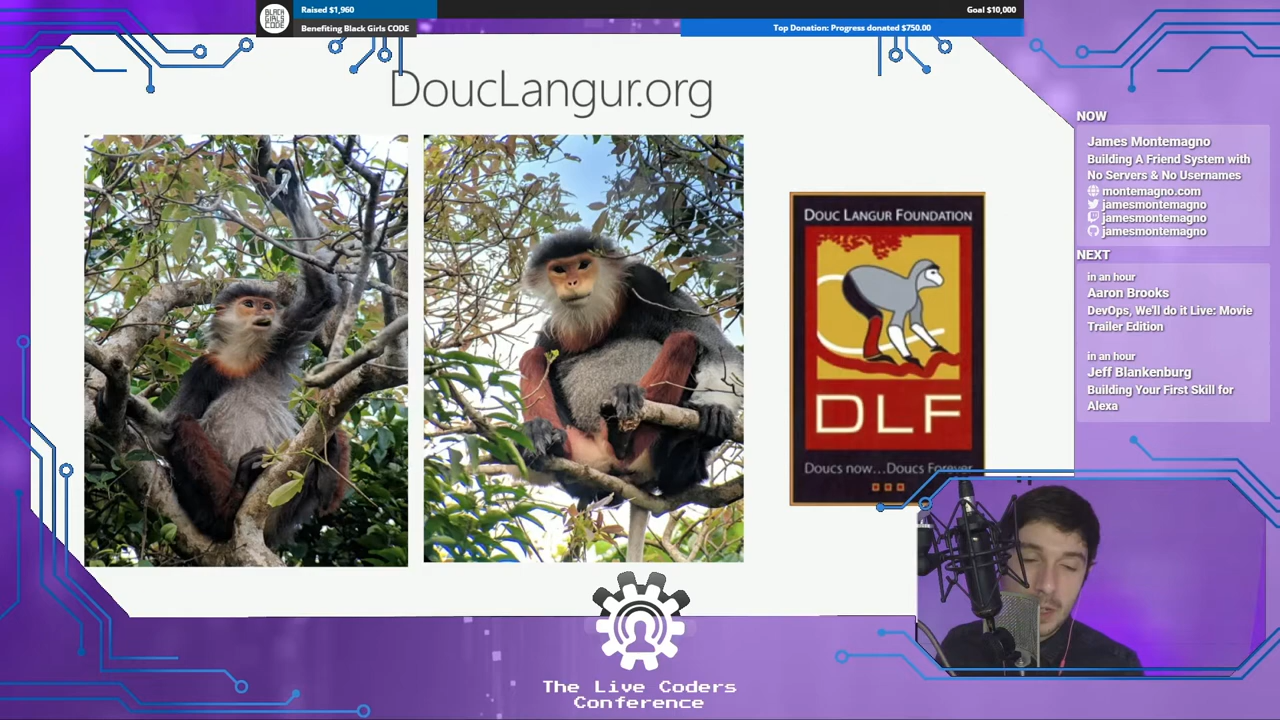 BLACK
GIRLS
CODE
Raised $1,960
Goal $10,000
Benefiting Black Girls CODE
Top Donation: Progress donated $750.00
DoucLangur.org
DOUC LANGUR FOUNDATION
DLF
Doucs now...Doucs Forever
NOW
James Montemagno
Building A Friend System with
No Servers & No Usernames
montemagno.com
jamesmontemagno
jamesmontemagno
jamesmontemagno
NEXT
in an hour
Aaron Brooks
DevOps, We'll do it Live: Movie
Trailer Edition
in an hour
Jeff Blankenburg
Building Your First Skill for
Alexa
The Live Coders
Conference